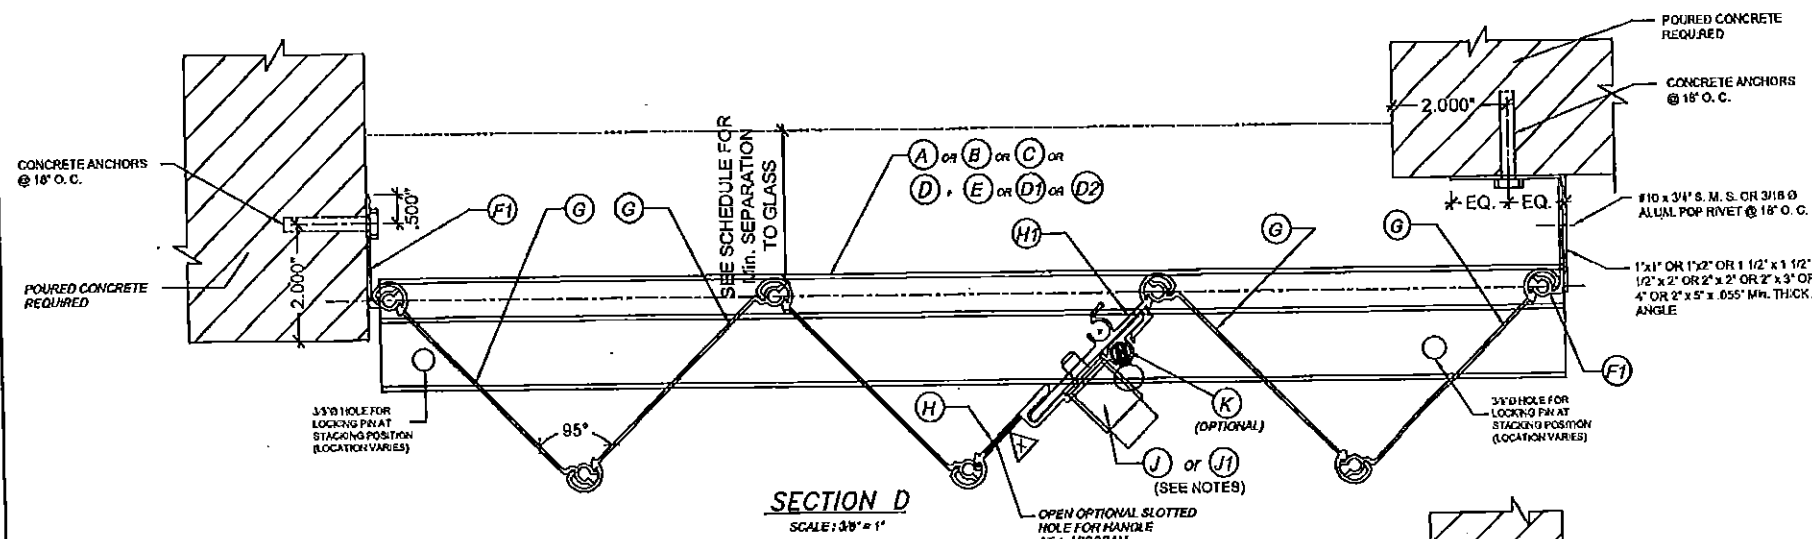 POURED CONCRETE
REQUIRED
CONCRETE ANCHORS
@ 18" O. C.
2.000"
CONCRETE ANCHORS
@ 18" O. C.
.500"
F1
G
G
SEE SCHEDULE FOR
Min. SEPARATION
TO GLASS
A OR B OR C OR
D , E OR D1 OR D2
H1
G
G
EQ. EQ.
#10 x 3/4" S. M. S. OR 3/16 Ø
ALUM. POP RIVET @ 18" O. C.
POURED CONCRETE
REQUIRED
2.000"
1"x1" OR 1"x2" OR 1 1/2" x 1 1/2"
1/2" x 2" OR 2" x 2" OR 2" x 3" OR
4" OR 2" x 5" x .055" Min. THICK
ANGLE
F1
HOLE FOR
LOCKING PIN AT
STACKING POSITION
(LOCATION VARIES)
95°
H
K
(OPTIONAL)
HOLE FOR
LOCKING PIN AT
STACKING POSITION
(LOCATION VARIES)
J or J1
(SEE NOTES)
SECTION D
SCALE: 3/8" = 1"
OPEN OPTIONAL SLOTTED
HOLE FOR HANDLE